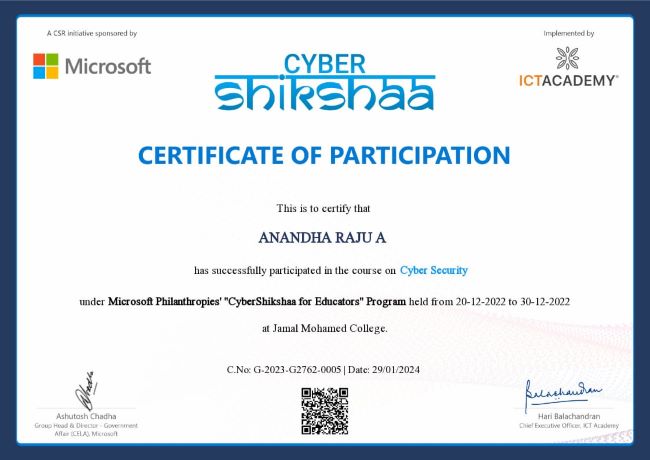 A CSR initiative sponsored by
Implemented by
Microsoft
CYBER
shikshaa
ICTACADEMY®
CERTIFICATE OF PARTICIPATION
This is to certify that
ANANDHA RAJU A
has successfully participated in the course on Cyber Security
under Microsoft Philanthropies' "CyberShikshaa for Educators" Program held from 20-12-2022 to 30-12-2022
at Jamal Mohamed College.
C.No: G-2023-G2762-0005 | Date: 29/01/2024
Balachandran
Ashutosh Chadha
Group Head & Director - Government
Affair (CELA), Microsoft
Hari Balachandran
Chief Executive Officer, ICT Academy